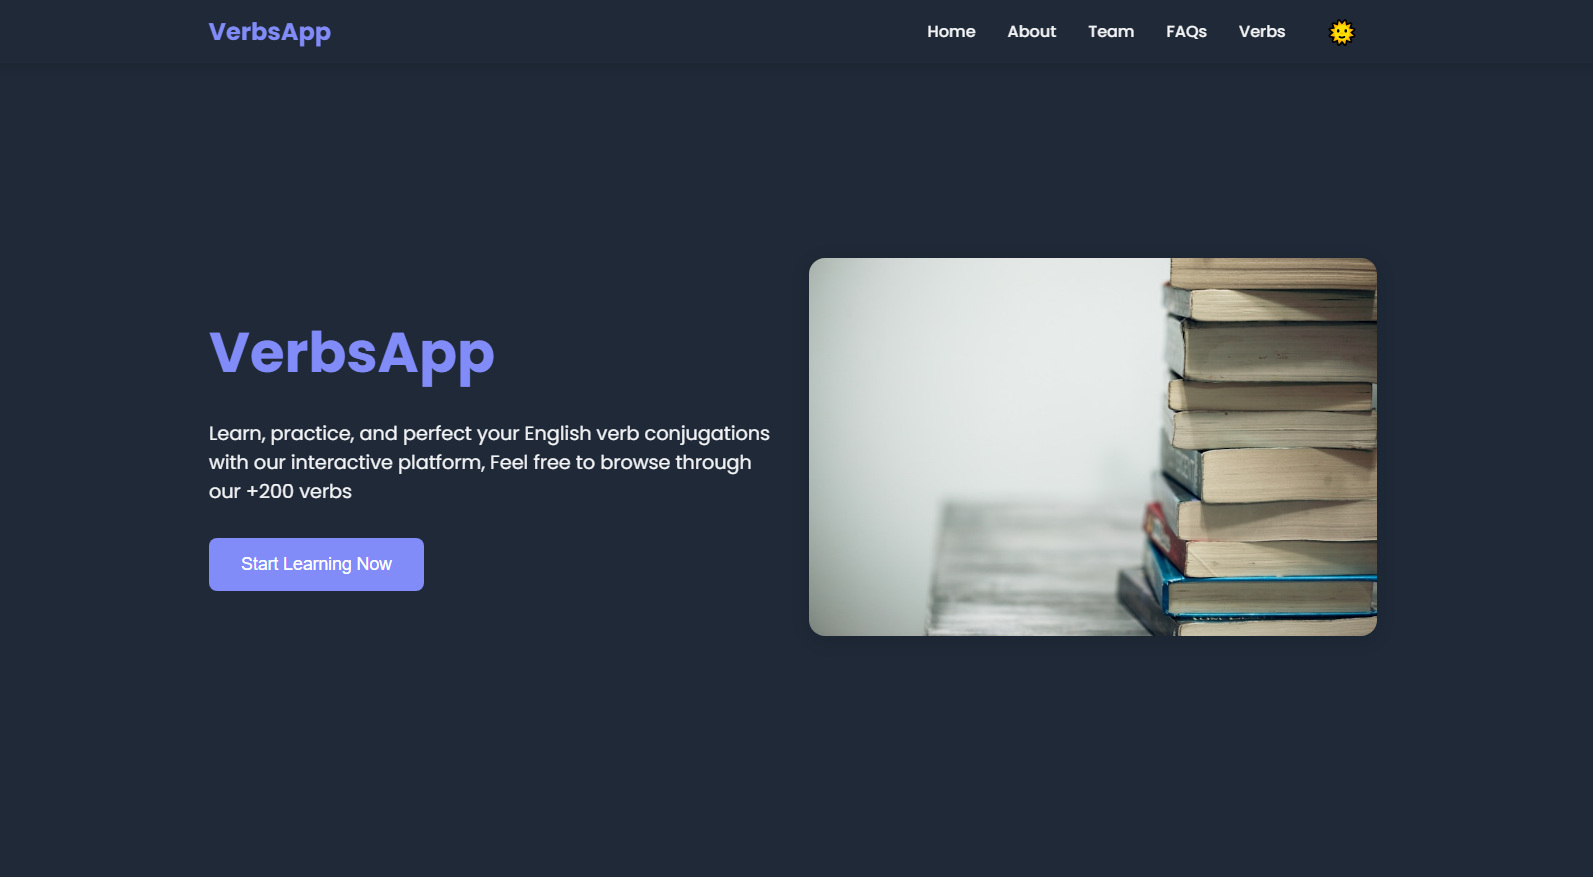 VerbsApp
Home About Team FAQs Verbs
VerbsApp
Learn, practice, and perfect your English verb conjugations
with our interactive platform, Feel free to browse through
our +200 verbs
Start Learning Now